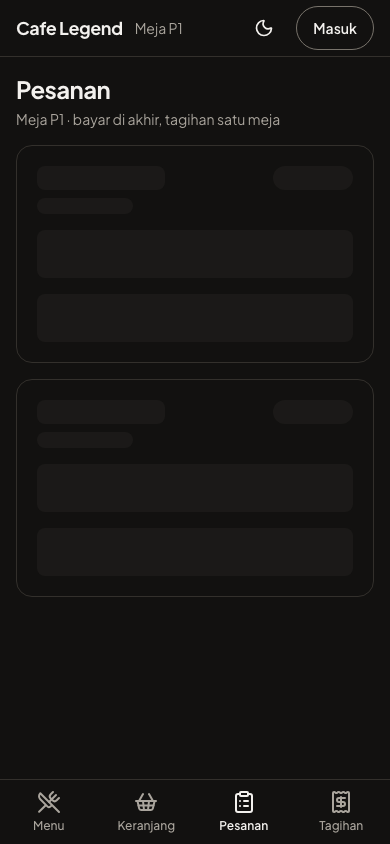 Cafe Legend Meja P1 Masuk
Pesanan
Meja P1 · bayar di akhir, tagihan satu meja
Menu Keranjang Pesanan Tagihan